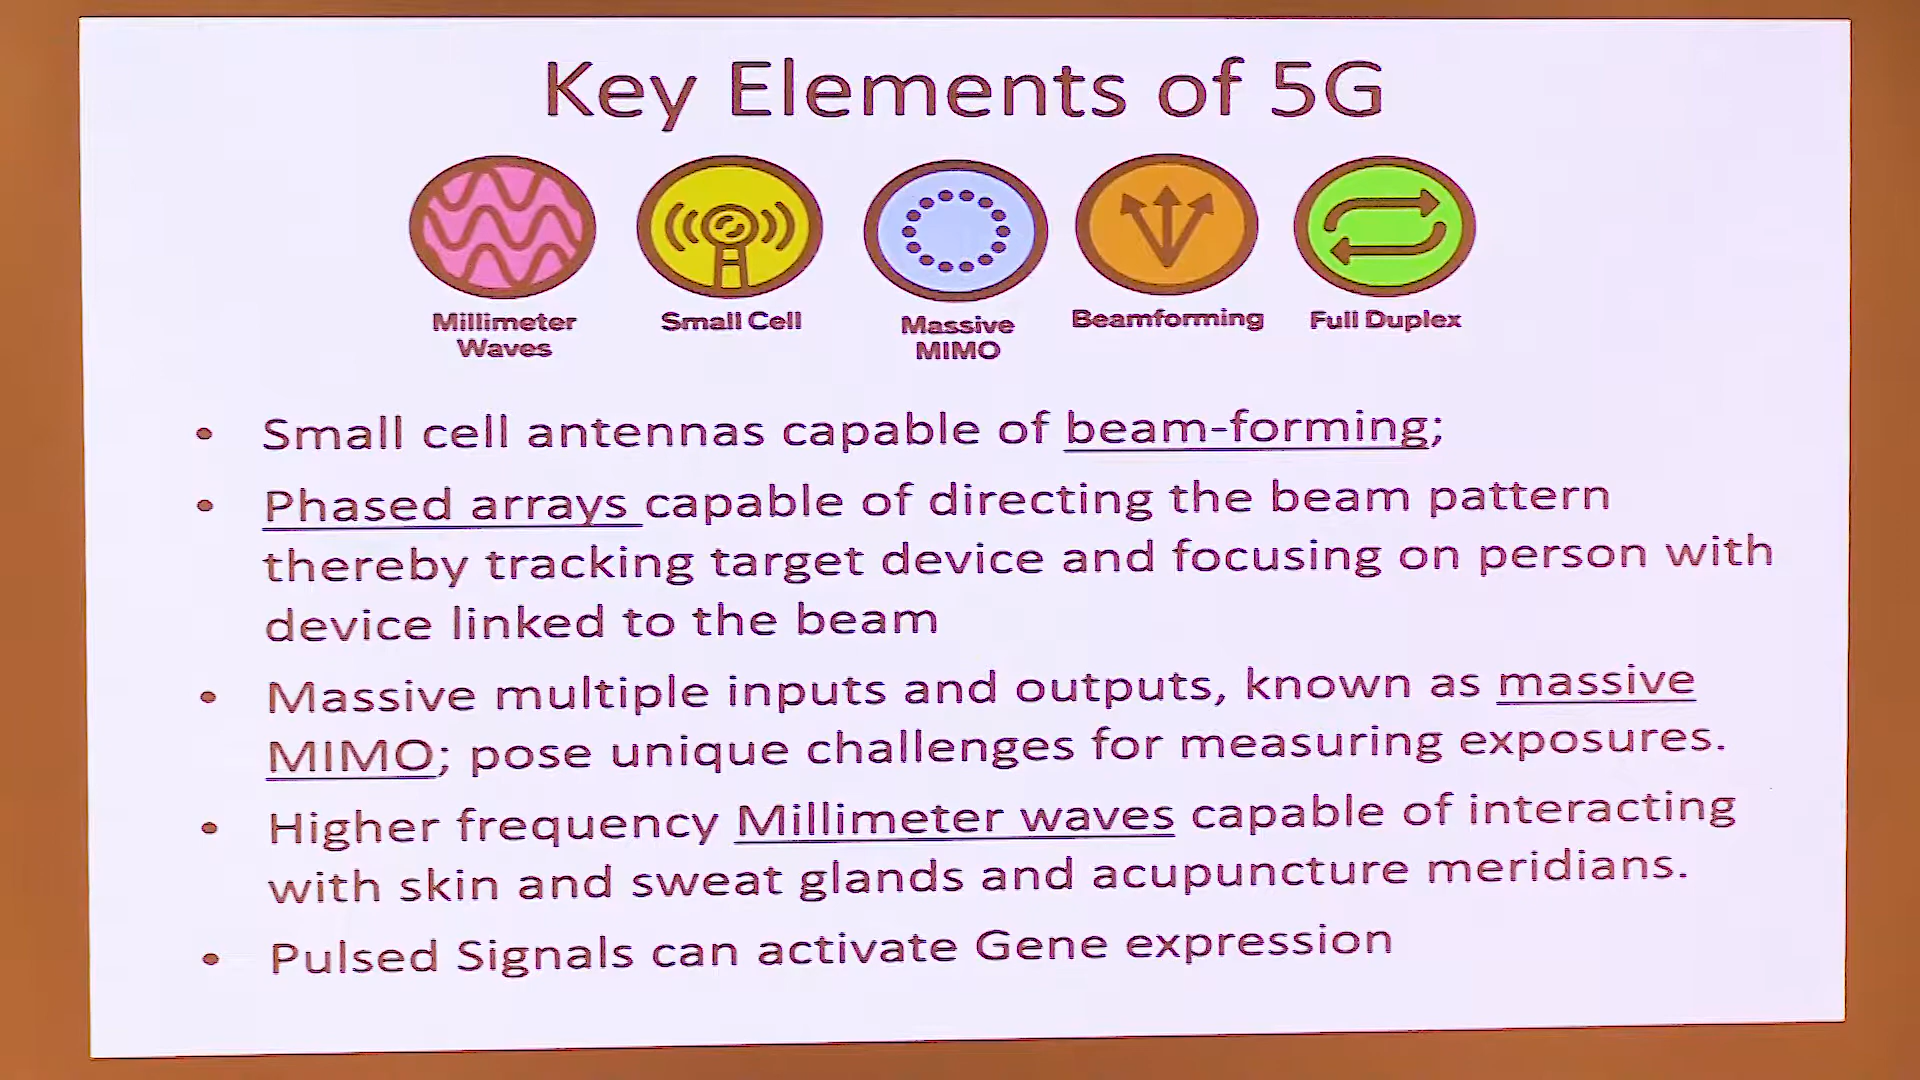 Key Elements of 5G
Millimeter
Waves
Small Cell
Massive
MIMO
Beamforming
Full Duplex
• Small cell antennas capable of beam-forming;
• Phased arrays capable of directing the beam pattern
thereby tracking target device and focusing on person with
device linked to the beam
• Massive multiple inputs and outputs, known as massive
MIMO; pose unique challenges for measuring exposures.
• Higher frequency Millimeter waves capable of interacting
with skin and sweat glands and acupuncture meridians.
• Pulsed Signals can activate Gene expression